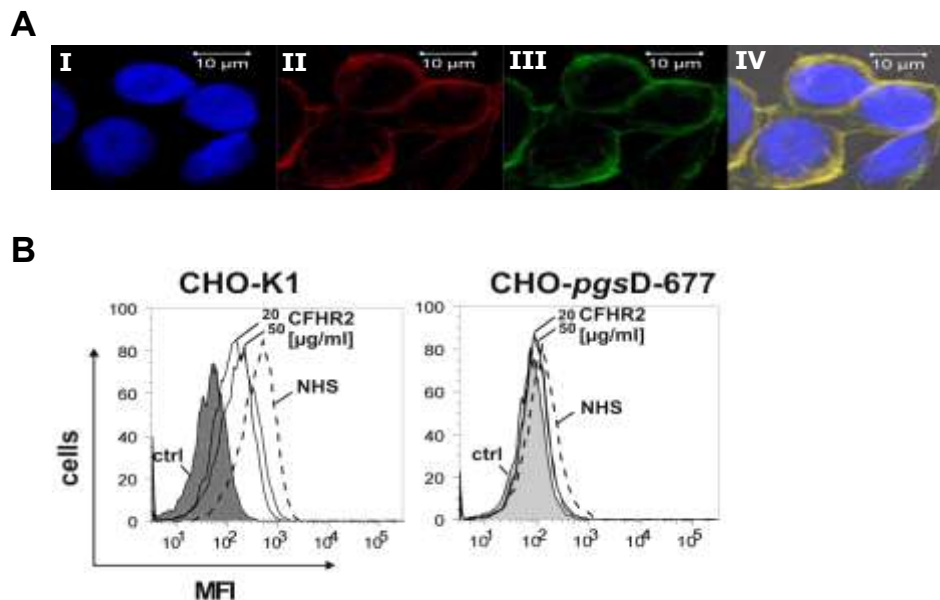 A
I 10 µm II 10 µm III 10 µm IV 10 µm
B
CHO-K1
100
80
60
40
20
0
20 CFHR2
50 [µg/ml]
NHS
ctrl
10¹ 10² 10³ 10⁴ 10⁵
cells
MFI
CHO-pgsD-677
100
80
60
40
20
0
20 CFHR2
50 [µg/ml]
NHS
ctrl
10¹ 10² 10³ 10⁴ 10⁵